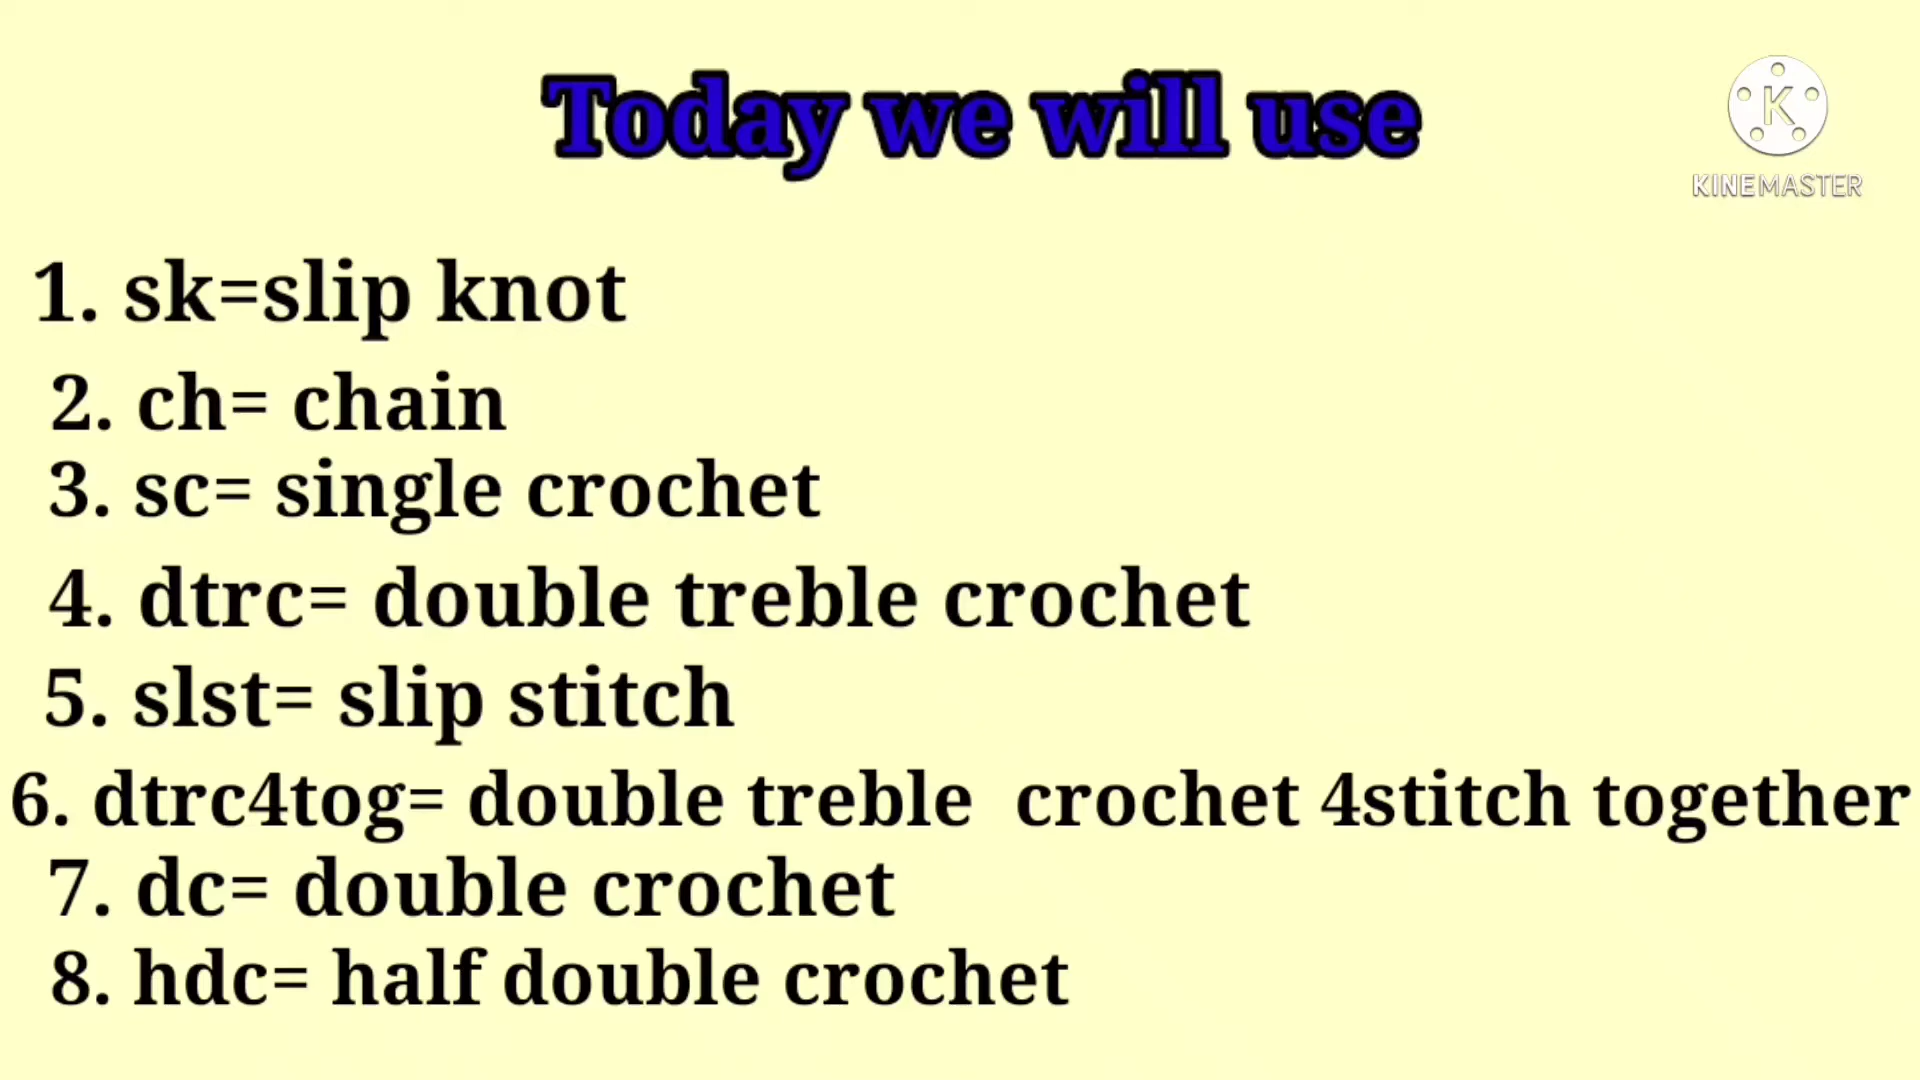 Today we will use
K
KINEMASTER
1. sk=slip knot
2. ch= chain
3. sc= single crochet
4. dtrc= double treble crochet
5. slst= slip stitch
6. dtrc4tog= double treble  crochet 4stitch together
7. dc= double crochet
8. hdc= half double crochet